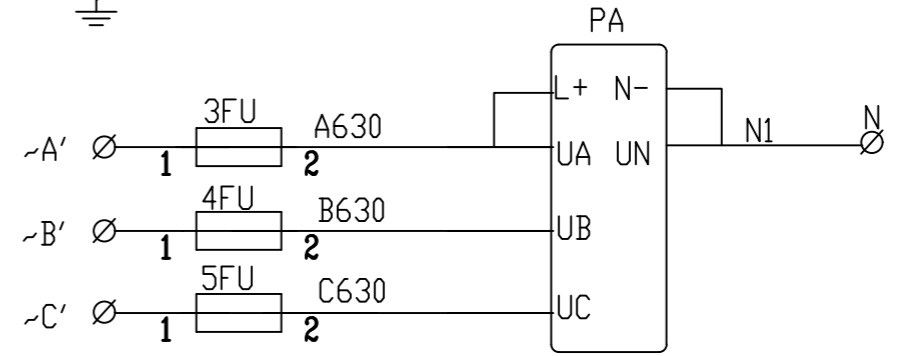 PA
L+ N-
3FU A630 N1 N
~A' 1 2 UA UN
4FU B630
~B' 1 2 UB
5FU C630
~C' 1 2 UC